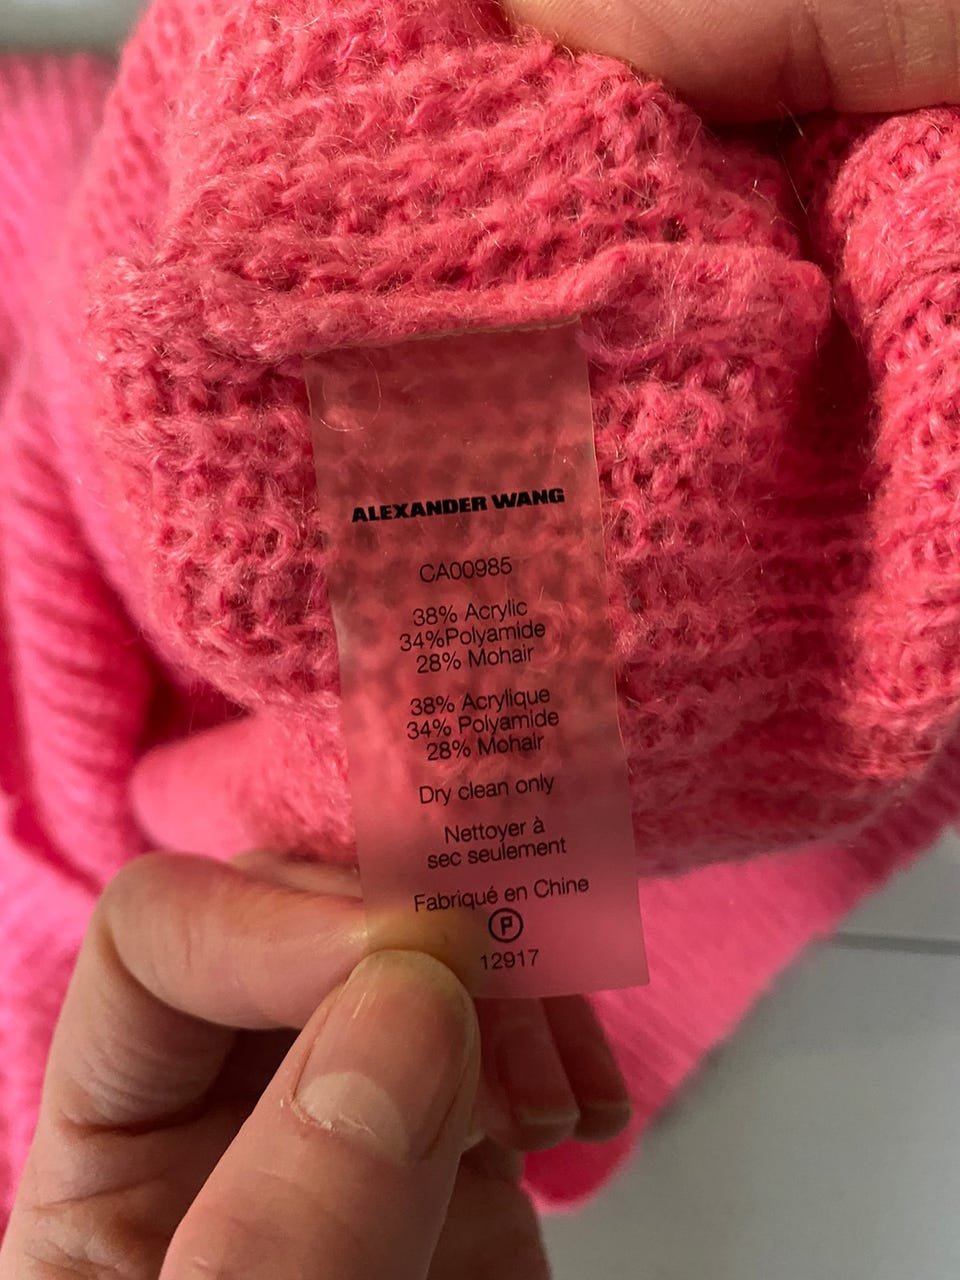 ALEXANDER WANG
CA00985
38% Acrylic
34%Polyamide
28% Mohair
38% Acrylique
34% Polyamide
28% Mohair
Dry clean only
Nettoyer à
sec seulement
Fabriqué en Chine
P
12917